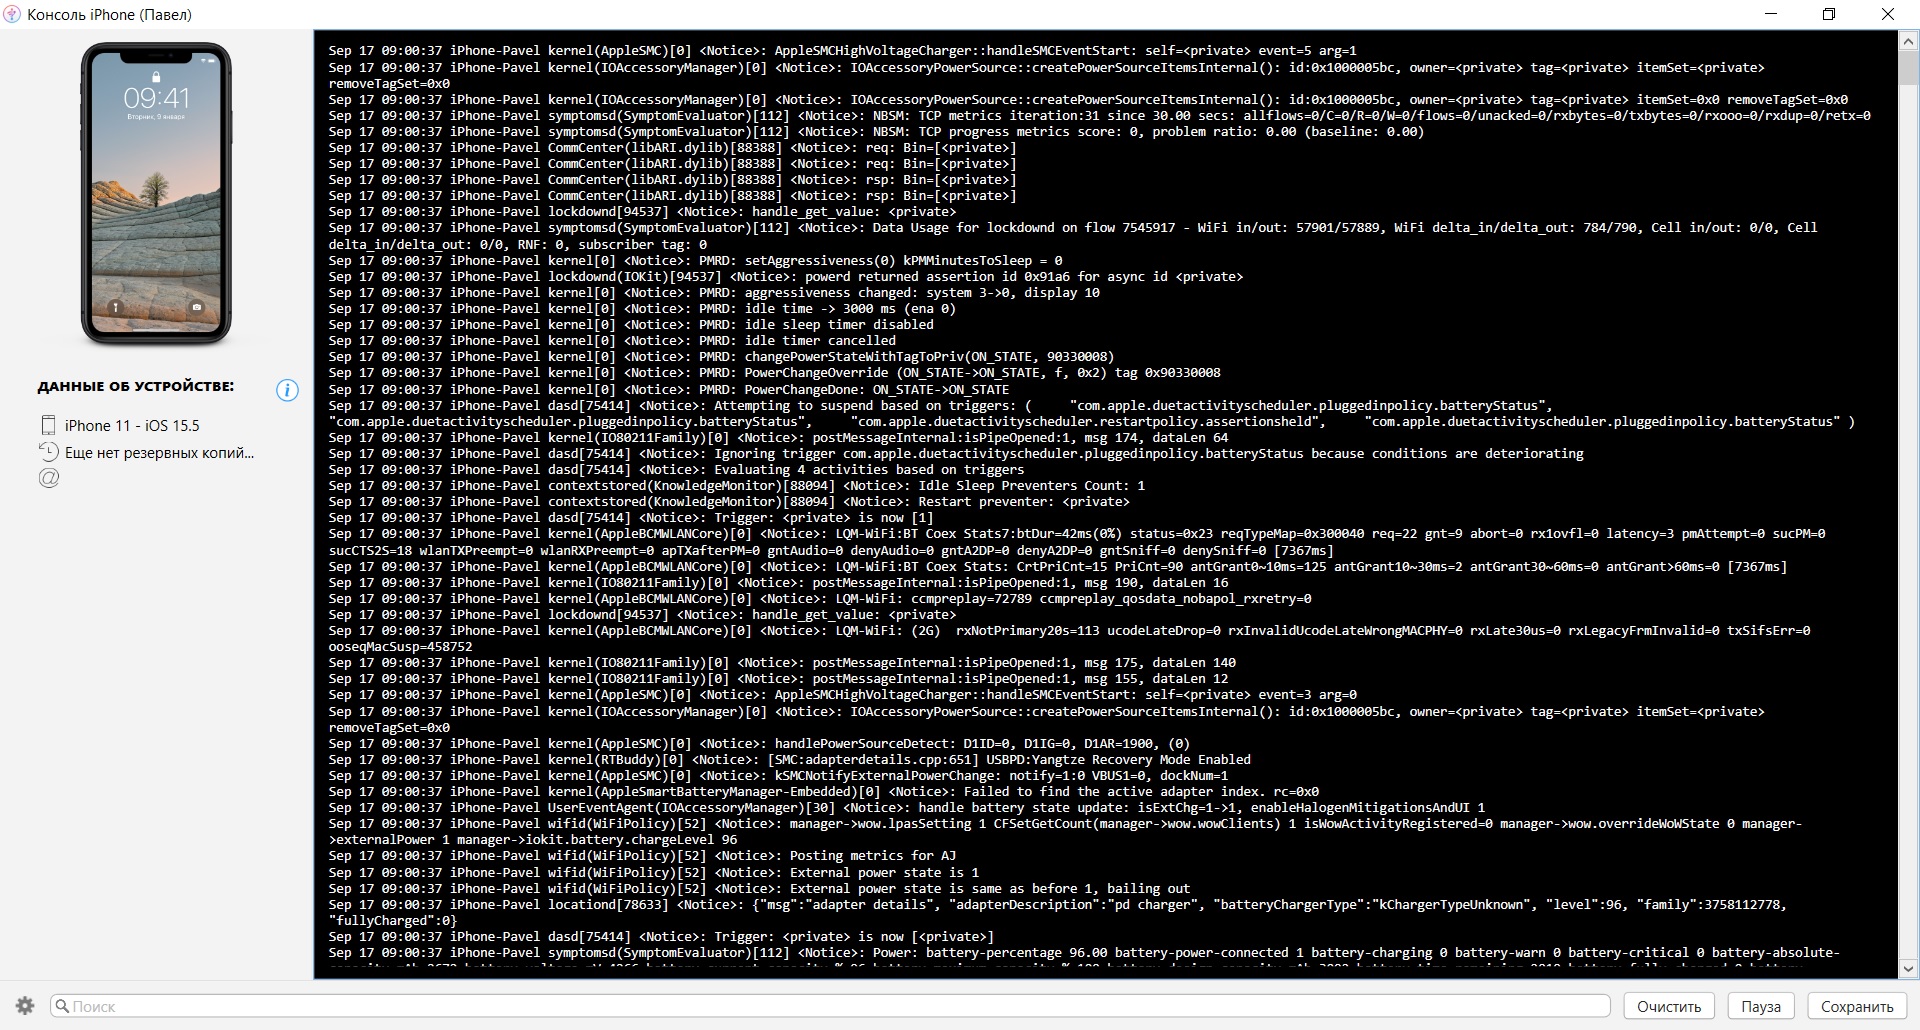 Консоль iPhone (Павел)
09:41
Вторник, 9 января
ДАННЫЕ ОБ УСТРОЙСТВЕ:
iPhone 11 - iOS 15.5
Еще нет резервных копий...
Sep 17 09:00:37 iPhone-Pavel kernel(AppleSMC)[0] <Notice>: AppleSMCHighVoltageCharger::handleSMCEventStart: self=<private> event=5 arg=1
Sep 17 09:00:37 iPhone-Pavel kernel(IOAccessoryManager)[0] <Notice>: IOAccessoryPowerSource::createPowerSourceItemsInternal(): id:0x1000005bc, owner=<private> tag=<private> itemSet=<private>
removeTagSet=0x0
Sep 17 09:00:37 iPhone-Pavel kernel(IOAccessoryManager)[0] <Notice>: IOAccessoryPowerSource::createPowerSourceItemsInternal(): id:0x1000005bc, owner=<private> tag=<private> itemSet=0x0 removeTagSet=0x0
Sep 17 09:00:37 iPhone-Pavel symptomsd(SymptomEvaluator)[112] <Notice>: NBSM: TCP metrics iteration:31 since 30.00 secs: allflows=0/C=0/R=0/W=0/flows=0/unacked=0/rxbytes=0/txbytes=0/rxooo=0/rxdup=0/retx=0
Sep 17 09:00:37 iPhone-Pavel symptomsd(SymptomEvaluator)[112] <Notice>: NBSM: TCP progress metrics score: 0, problem ratio: 0.00 (baseline: 0.00)
Sep 17 09:00:37 iPhone-Pavel CommCenter(libARI.dylib)[88388] <Notice>: req: Bin=[<private>]
Sep 17 09:00:37 iPhone-Pavel CommCenter(libARI.dylib)[88388] <Notice>: req: Bin=[<private>]
Sep 17 09:00:37 iPhone-Pavel CommCenter(libARI.dylib)[88388] <Notice>: rsp: Bin=[<private>]
Sep 17 09:00:37 iPhone-Pavel CommCenter(libARI.dylib)[88388] <Notice>: rsp: Bin=[<private>]
Sep 17 09:00:37 iPhone-Pavel lockdownd[94537] <Notice>: handle_get_value: <private>
Sep 17 09:00:37 iPhone-Pavel symptomsd(SymptomEvaluator)[112] <Notice>: Data Usage for lockdownd on flow 7545917 - WiFi in/out: 57901/57889, WiFi delta_in/delta_out: 784/790, Cell in/out: 0/0, Cell
delta_in/delta_out: 0/0, RNF: 0, subscriber tag: 0
Sep 17 09:00:37 iPhone-Pavel kernel[0] <Notice>: PMRD: setAggressiveness(0) kPMMinutesToSleep = 0
Sep 17 09:00:37 iPhone-Pavel lockdownd(IOKit)[94537] <Notice>: powerd returned assertion id 0x91a6 for async id <private>
Sep 17 09:00:37 iPhone-Pavel kernel[0] <Notice>: PMRD: aggressiveness changed: system 3->0, display 10
Sep 17 09:00:37 iPhone-Pavel kernel[0] <Notice>: PMRD: idle time -> 3000 ms (ena 0)
Sep 17 09:00:37 iPhone-Pavel kernel[0] <Notice>: PMRD: idle sleep timer disabled
Sep 17 09:00:37 iPhone-Pavel kernel[0] <Notice>: PMRD: idle timer cancelled
Sep 17 09:00:37 iPhone-Pavel kernel[0] <Notice>: PMRD: changePowerStateWithTagToPriv(ON_STATE, 90330008)
Sep 17 09:00:37 iPhone-Pavel kernel[0] <Notice>: PMRD: PowerChangeOverride (ON_STATE->ON_STATE, f, 0x2) tag 0x90330008
Sep 17 09:00:37 iPhone-Pavel kernel[0] <Notice>: PMRD: PowerChangeDone: ON_STATE->ON_STATE
Sep 17 09:00:37 iPhone-Pavel dasd[75414] <Notice>: Attempting to suspend based on triggers: (     "com.apple.duetactivityscheduler.pluggedinpolicy.batteryStatus",
"com.apple.duetactivityscheduler.pluggedinpolicy.batteryStatus",     "com.apple.duetactivityscheduler.restartpolicy.assertionsheld",     "com.apple.duetactivityscheduler.pluggedinpolicy.batteryStatus" )
Sep 17 09:00:37 iPhone-Pavel kernel(IO80211Family)[0] <Notice>: postMessageInternal:isPipeOpened:1, msg 174, dataLen 64
Sep 17 09:00:37 iPhone-Pavel dasd[75414] <Notice>: Ignoring trigger com.apple.duetactivityscheduler.pluggedinpolicy.batteryStatus because conditions are deteriorating
Sep 17 09:00:37 iPhone-Pavel dasd[75414] <Notice>: Evaluating 4 activities based on triggers
Sep 17 09:00:37 iPhone-Pavel contextstored(KnowledgeMonitor)[88094] <Notice>: Idle Sleep Preventers Count: 1
Sep 17 09:00:37 iPhone-Pavel contextstored(KnowledgeMonitor)[88094] <Notice>: Restart preventer: <private>
Sep 17 09:00:37 iPhone-Pavel dasd[75414] <Notice>: Trigger: <private> is now [1]
Sep 17 09:00:37 iPhone-Pavel kernel(AppleBCMWLANCore)[0] <Notice>: LQM-WiFi:BT Coex Stats7:btDur=42ms(0%) status=0x23 reqTypeMap=0x300040 req=22 gnt=9 abort=0 rx1ovfl=0 latency=3 pmAttempt=0 sucPM=0
sucCTS2S=18 wlanTXPreempt=0 wlanRXPreempt=0 apTXafterPM=0 gntAudio=0 denyAudio=0 gntA2DP=0 denyA2DP=0 gntSniff=0 denySniff=0 [7367ms]
Sep 17 09:00:37 iPhone-Pavel kernel(AppleBCMWLANCore)[0] <Notice>: LQM-WiFi:BT Coex Stats: CrtPriCnt=15 PriCnt=90 antGrant0~10ms=125 antGrant10~30ms=2 antGrant30~60ms=0 antGrant>60ms=0 [7367ms]
Sep 17 09:00:37 iPhone-Pavel kernel(IO80211Family)[0] <Notice>: postMessageInternal:isPipeOpened:1, msg 190, dataLen 16
Sep 17 09:00:37 iPhone-Pavel kernel(AppleBCMWLANCore)[0] <Notice>: LQM-WiFi: ccmpreplay=72789 ccmpreplay_qosdata_nobapol_rxretry=0
Sep 17 09:00:37 iPhone-Pavel lockdownd[94537] <Notice>: handle_get_value: <private>
Sep 17 09:00:37 iPhone-Pavel kernel(AppleBCMWLANCore)[0] <Notice>: LQM-WiFi: (2G)  rxNotPrimary20s=113 ucodeLateDrop=0 rxInvalidUcodeLateWrongMACPHY=0 rxLate30us=0 rxLegacyFrmInvalid=0 txSifsErr=0
ooseqMacSusp=458752
Sep 17 09:00:37 iPhone-Pavel kernel(IO80211Family)[0] <Notice>: postMessageInternal:isPipeOpened:1, msg 175, dataLen 140
Sep 17 09:00:37 iPhone-Pavel kernel(IO80211Family)[0] <Notice>: postMessageInternal:isPipeOpened:1, msg 155, dataLen 12
Sep 17 09:00:37 iPhone-Pavel kernel(AppleSMC)[0] <Notice>: AppleSMCHighVoltageCharger::handleSMCEventStart: self=<private> event=3 arg=0
Sep 17 09:00:37 iPhone-Pavel kernel(IOAccessoryManager)[0] <Notice>: IOAccessoryPowerSource::createPowerSourceItemsInternal(): id:0x1000005bc, owner=<private> tag=<private> itemSet=<private>
removeTagSet=0x0
Sep 17 09:00:37 iPhone-Pavel kernel(AppleSMC)[0] <Notice>: handlePowerSourceDetect: D1ID=0, D1IG=0, D1AR=1900, (0)
Sep 17 09:00:37 iPhone-Pavel kernel(RTBuddy)[0] <Notice>: [SMC:adapterdetails.cpp:651] USBPD:Yangtze Recovery Mode Enabled
Sep 17 09:00:37 iPhone-Pavel kernel(AppleSMC)[0] <Notice>: kSMCNotifyExternalPowerChange: notify=1:0 VBUS1=0, dockNum=1
Sep 17 09:00:37 iPhone-Pavel kernel(AppleSmartBatteryManager-Embedded)[0] <Notice>: Failed to find the active adapter index. rc=0x0
Sep 17 09:00:37 iPhone-Pavel UserEventAgent(IOAccessoryManager)[30] <Notice>: handle battery state update: isExtChg=1->1, enableHalogenMitigationsAndUI 1
Sep 17 09:00:37 iPhone-Pavel wifid(WiFiPolicy)[52] <Notice>: manager->wow.lpasSetting 1 CFSetGetCount(manager->wow.wowClients) 1 isWowActivityRegistered=0 manager->wow.overrideWoWState 0 manager-
>externalPower 1 manager->iokit.battery.chargeLevel 96
Sep 17 09:00:37 iPhone-Pavel wifid(WiFiPolicy)[52] <Notice>: Posting metrics for AJ
Sep 17 09:00:37 iPhone-Pavel wifid(WiFiPolicy)[52] <Notice>: External power state is 1
Sep 17 09:00:37 iPhone-Pavel wifid(WiFiPolicy)[52] <Notice>: External power state is same as before 1, bailing out
Sep 17 09:00:37 iPhone-Pavel locationd[78633] <Notice>: {"msg":"adapter details", "adapterDescription":"pd charger", "batteryChargerType":"kChargerTypeUnknown", "level":96, "family":3758112778,
"fullyCharged":0}
Sep 17 09:00:37 iPhone-Pavel dasd[75414] <Notice>: Trigger: <private> is now [<private>]
Sep 17 09:00:37 iPhone-Pavel symptomsd(SymptomEvaluator)[112] <Notice>: Power: battery-percentage 96.00 battery-power-connected 1 battery-charging 0 battery-warn 0 battery-critical 0 battery-absolute-
Поиск
Очистить
Пауза
Сохранить